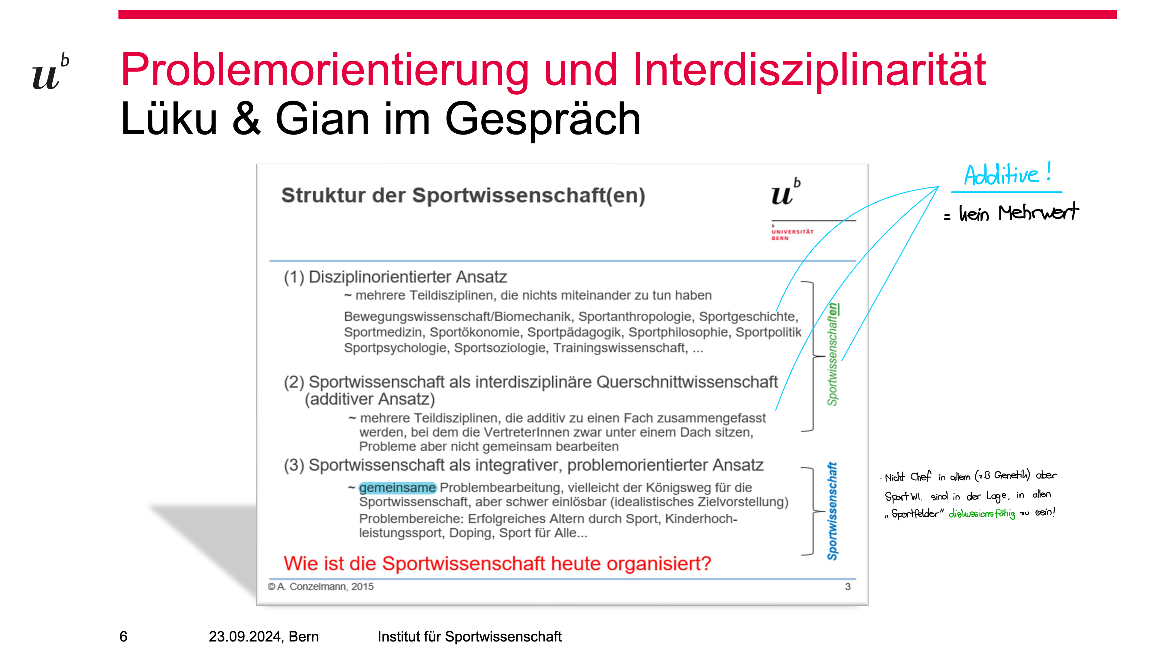 u^b
Problemorientierung und Interdisziplinarität
Lüku & Gian im Gespräch
Struktur der Sportwissenschaft(en)
u^b
b
UNIVERSITÄT
BERN
Additive!
= kein Mehrwert
(1) Disziplinorientierter Ansatz
~ mehrere Teildisziplinen, die nichts miteinander zu tun haben
Bewegungswissenschaft/Biomechanik, Sportanthropologie, Sportgeschichte,
Sportmedizin, Sportökonomie, Sportpädagogik, Sportphilosophie, Sportpolitik
Sportpsychologie, Sportsoziologie, Trainingswissenschaft, ...
(2) Sportwissenschaft als interdisziplinäre Querschnittwissenschaft
(additiver Ansatz)
~ mehrere Teildisziplinen, die additiv zu einen Fach zusammengefasst
werden, bei dem die VertreterInnen zwar unter einem Dach sitzen,
Probleme aber nicht gemeinsam bearbeiten
Sportwissenschaften
(3) Sportwissenschaft als integrativer, problemorientierter Ansatz
~ gemeinsame Problembearbeitung, vielleicht der Königsweg für die
Sportwissenschaft, aber schwer einlösbar (idealistisches Zielvorstellung)
Problembereiche: Erfolgreiches Altern durch Sport, Kinderhoch-
leistungssport, Doping, Sport für Alle...
Sportwissenschaft
· Nicht Chef in allem (zB Genetik) aber
Sport Wi. sind in der Lage, in allen
"Sportfelder" diskussionsfähig zu sein!
Wie ist die Sportwissenschaft heute organisiert?
© A. Conzelmann, 2015
3
6
23.09.2024, Bern
Institut für Sportwissenschaft